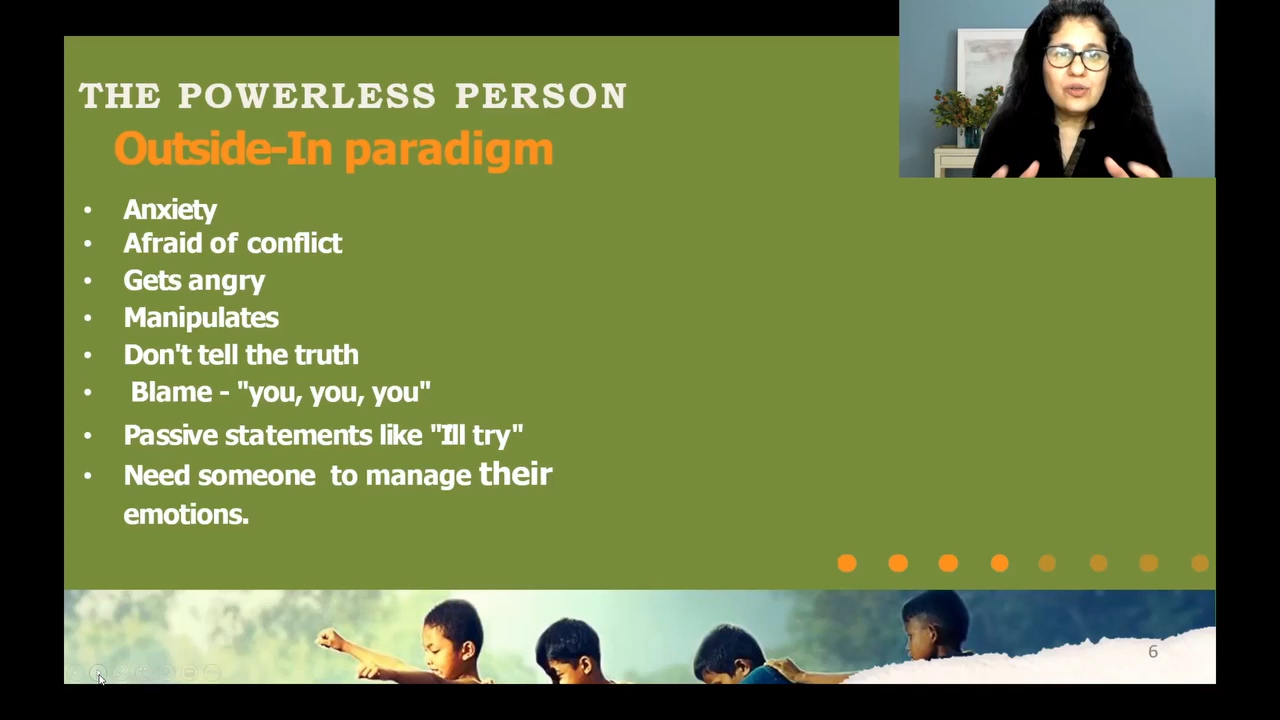 THE POWERLESS PERSON
Outside-In paradigm
• Anxiety
• Afraid of conflict
• Gets angry
• Manipulates
• Don't tell the truth
• Blame - "you, you, you"
• Passive statements like "I'll try"
• Need someone to manage their
emotions.
6